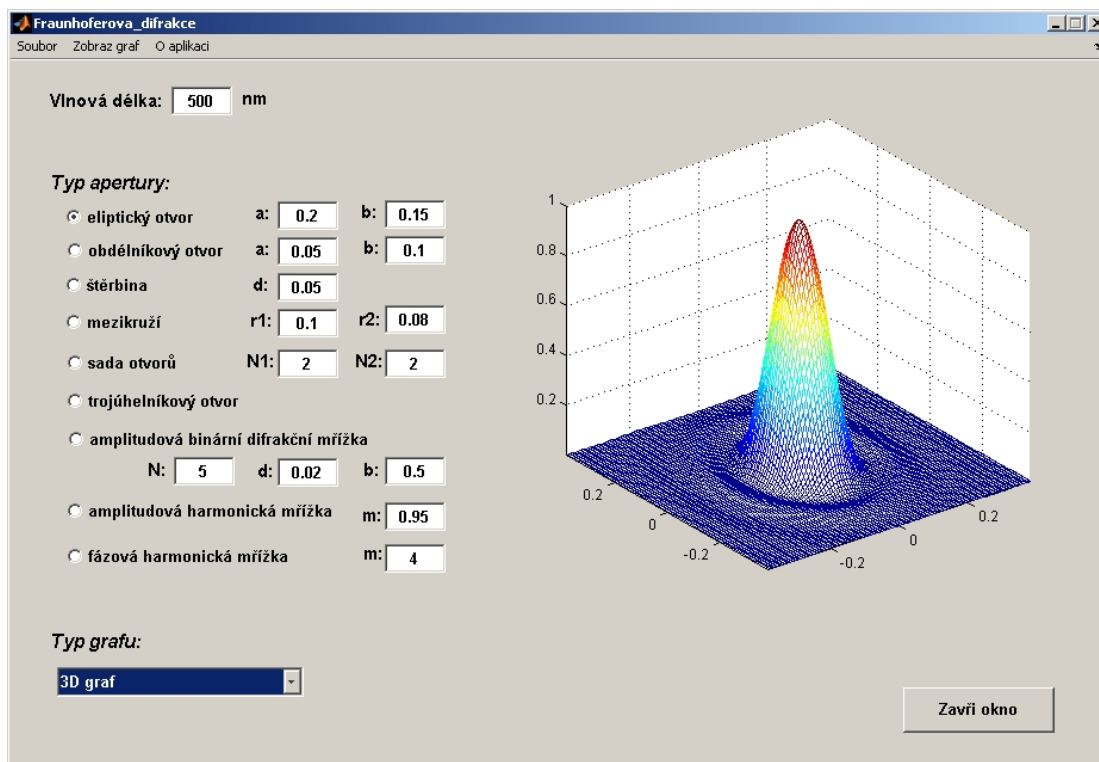 Fraunhoferova_difrakce
Soubor Zobraz graf O aplikaci
Vlnová délka: 500 nm
Typ apertury:
eliptický otvor a: 0.2 b: 0.15
obdélníkový otvor a: 0.05 b: 0.1
štěrbina d: 0.05
mezikruží r1: 0.1 r2: 0.08
sada otvorů N1: 2 N2: 2
trojúhelníkový otvor
amplitudová binární difrakční mřížka
N: 5 d: 0.02 b: 0.5
amplitudová harmonická mřížka m: 0.95
fázová harmonická mřížka m: 4
Typ grafu:
3D graf
1
0.8
0.6
0.4
0.2
0.2
0
-0.2
-0.2
0
0.2
Zavři okno